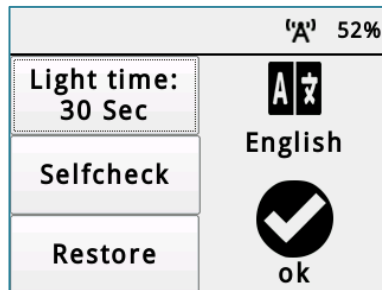 52%
Light time:
30 Sec
English
Selfcheck
Restore
ok